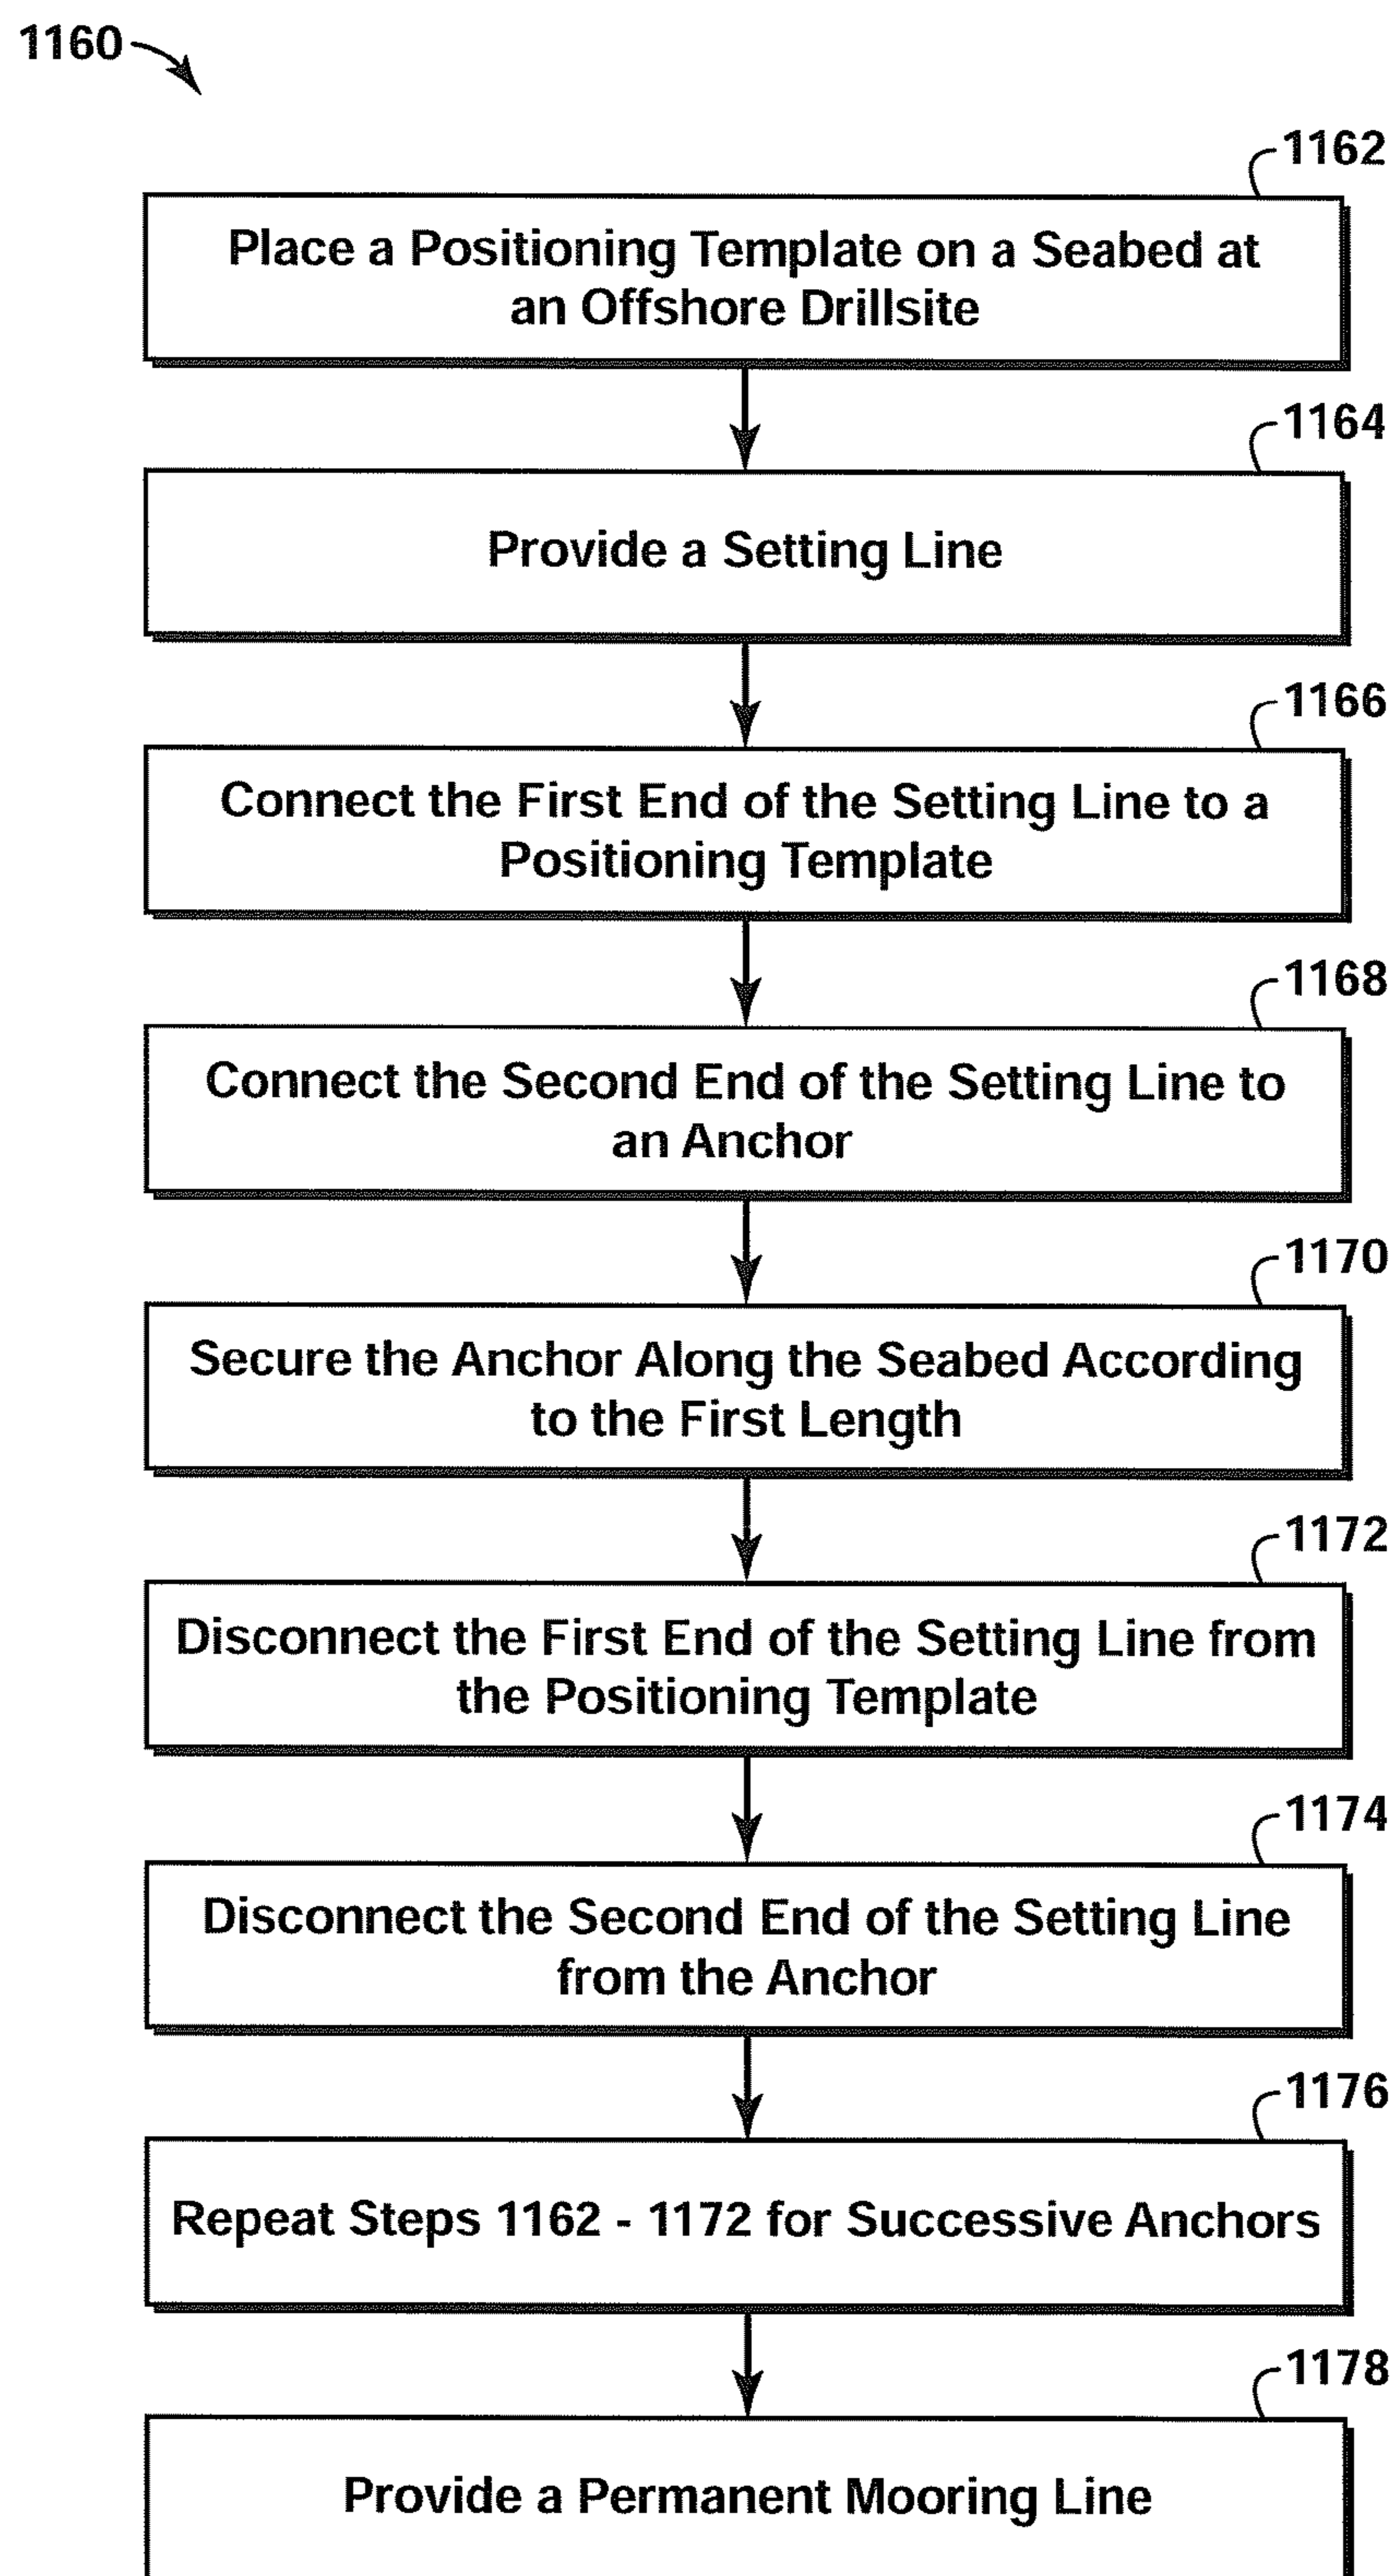 1160
1162
Place a Positioning Template on a Seabed at
an Offshore Drillsite
1164
Provide a Setting Line
1166
Connect the First End of the Setting Line to a
Positioning Template
1168
Connect the Second End of the Setting Line to
an Anchor
1170
Secure the Anchor Along the Seabed According
to the First Length
1172
Disconnect the First End of the Setting Line from
the Positioning Template
1174
Disconnect the Second End of the Setting Line
from the Anchor
1176
Repeat Steps 1162 - 1172 for Successive Anchors
1178
Provide a Permanent Mooring Line